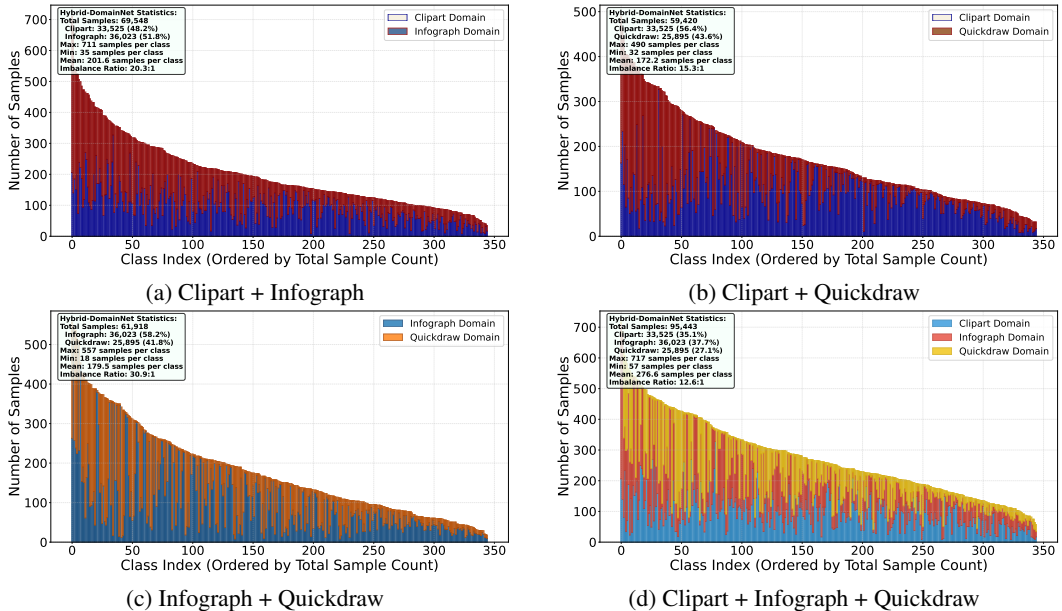 Hybrid-DomainNet Statistics:
Total Samples: 69,548
Clipart: 33,525 (48.2%)
Infograph: 36,023 (51.8%)
Max: 711 samples per class
Min: 35 samples per class
Mean: 201.6 samples per class
Imbalance Ratio: 20.3:1
Clipart Domain
Infograph Domain
Number of Samples
700
600
500
400
300
200
100
0
0 50 100 150 200 250 300 350
Class Index (Ordered by Total Sample Count)
(a) Clipart + Infograph
Hybrid-DomainNet Statistics:
Total Samples: 59,420
Clipart: 33,525 (56.4%)
Quickdraw: 25,895 (43.6%)
Max: 490 samples per class
Min: 32 samples per class
Mean: 172.2 samples per class
Imbalance Ratio: 15.3:1
Clipart Domain
Quickdraw Domain
Number of Samples
500
400
300
200
100
0
0 50 100 150 200 250 300 350
Class Index (Ordered by Total Sample Count)
(b) Clipart + Quickdraw
Hybrid-DomainNet Statistics:
Total Samples: 61,918
Infograph: 36,023 (58.2%)
Quickdraw: 25,895 (41.8%)
Max: 557 samples per class
Min: 18 samples per class
Mean: 179.5 samples per class
Imbalance Ratio: 30.9:1
Infograph Domain
Quickdraw Domain
Number of Samples
500
400
300
200
100
0
0 50 100 150 200 250 300 350
Class Index (Ordered by Total Sample Count)
(c) Infograph + Quickdraw
Hybrid-DomainNet Statistics:
Total Samples: 95,443
Clipart: 33,525 (35.1%)
Infograph: 36,023 (37.7%)
Quickdraw: 25,895 (27.1%)
Max: 717 samples per class
Min: 57 samples per class
Mean: 276.6 samples per class
Imbalance Ratio: 12.6:1
Clipart Domain
Infograph Domain
Quickdraw Domain
Number of Samples
700
600
500
400
300
200
100
0
0 50 100 150 200 250 300 350
Class Index (Ordered by Total Sample Count)
(d) Clipart + Infograph + Quickdraw